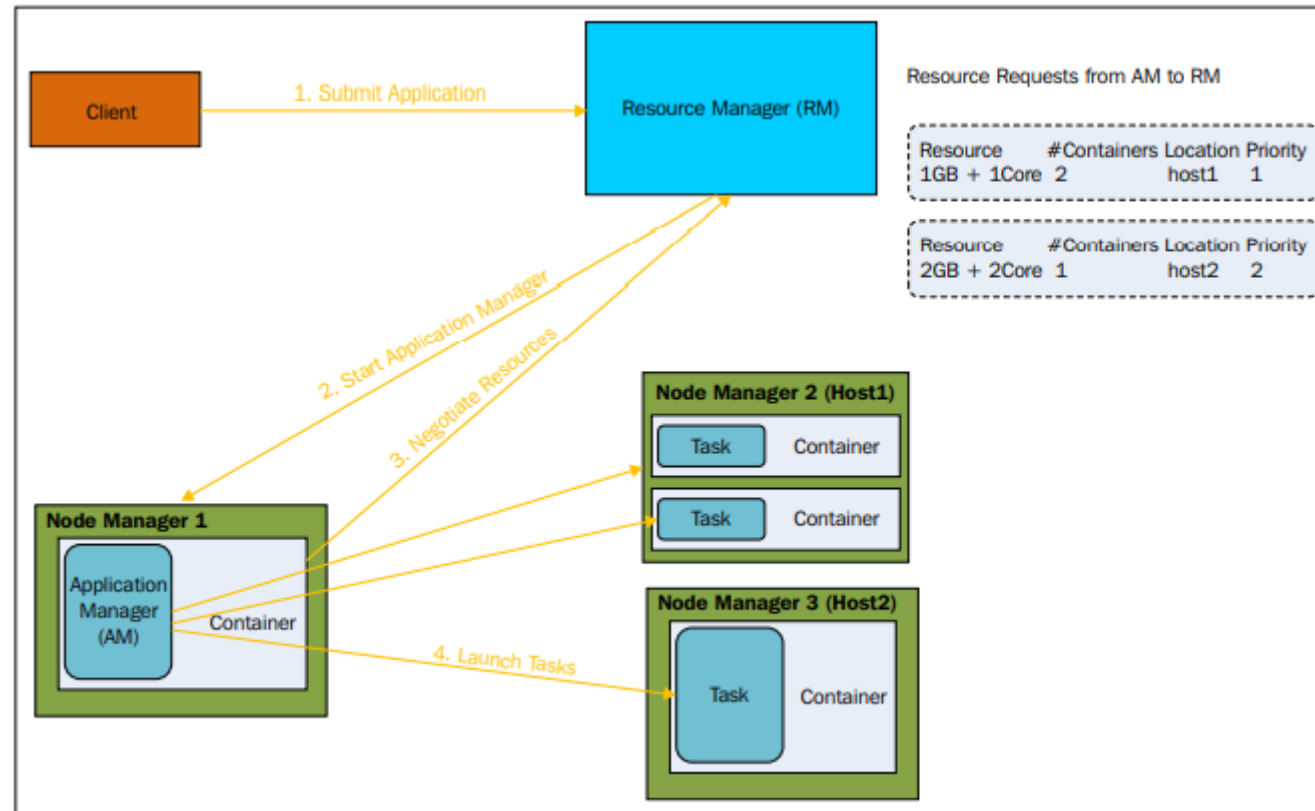 Client
1. Submit Application
Resource Manager (RM)
Resource Requests from AM to RM
Resource #Containers Location Priority
1GB + 1Core 2 host1 1
Resource #Containers Location Priority
2GB + 2Core 1 host2 2
2. Start Application Manager
3. Negotiate Resources
Node Manager 2 (Host1)
Task Container
Task Container
Node Manager 1
Application
Manager
(AM)
Container
4. Launch Tasks
Node Manager 3 (Host2)
Task Container